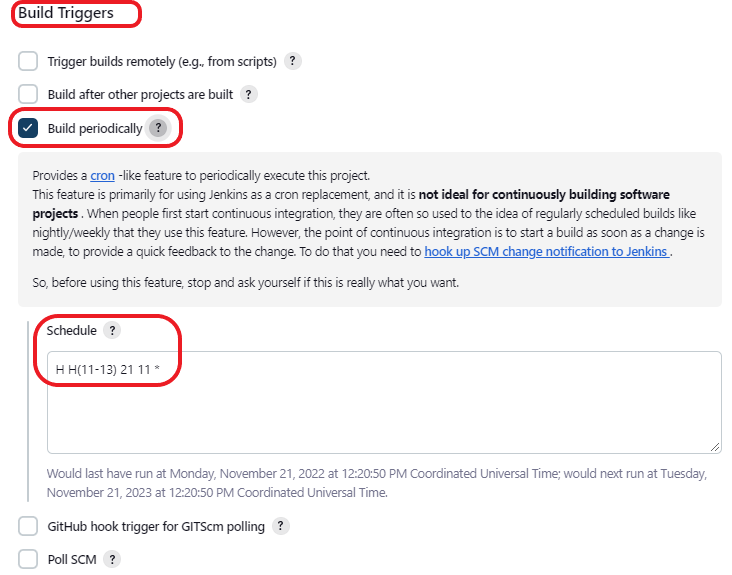 Build Triggers
Trigger builds remotely (e.g., from scripts) ?
Build after other projects are built ?
Build periodically ?
Provides a cron -like feature to periodically execute this project.
This feature is primarily for using Jenkins as a cron replacement, and it is not ideal for continuously building software
projects . When people first start continuous integration, they are often so used to the idea of regularly scheduled builds like
nightly/weekly that they use this feature. However, the point of continuous integration is to start a build as soon as a change is
made, to provide a quick feedback to the change. To do that you need to hook up SCM change notification to Jenkins .
So, before using this feature, stop and ask yourself if this is really what you want.
Schedule ?
H H(11-13) 21 11 *
Would last have run at Monday, November 21, 2022 at 12:20:50 PM Coordinated Universal Time; would next run at Tuesday,
November 21, 2023 at 12:20:50 PM Coordinated Universal Time.
GitHub hook trigger for GITScm polling ?
Poll SCM ?